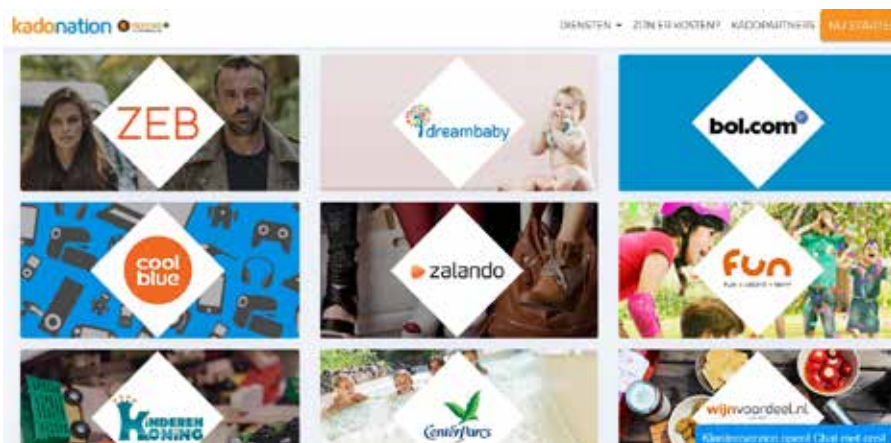 kadonation
DIENSTEN ZIJN ER KOSTEN? KADOPARTNERS NU STARTEN
ZEB
dreambaby
bol.com
cool
blue
zalando
fun
KINDEREN
KONING
CenterParcs
wijnvoordeel.nl